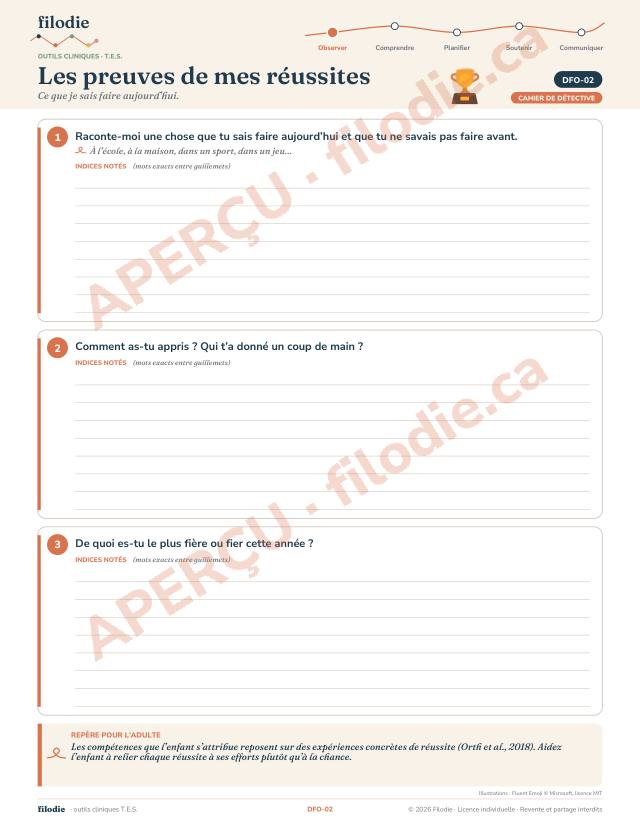 filodie
OUTILS CLINIQUES · T.E.S.
Observer Comprendre Planifier Soutenir Communiquer
Les preuves de mes réussites
Ce que je sais faire aujourd'hui.
DFO-02
CAHIER DE DÉTECTIVE
1 Raconte-moi une chose que tu sais faire aujourd'hui et que tu ne savais pas faire avant.
À l'école, à la maison, dans un sport, dans un jeu...
INDICES NOTÉS (mots exacts entre guillemets)
APERÇU · filodie.ca
2 Comment as-tu appris ? Qui t'a donné un coup de main ?
INDICES NOTÉS (mots exacts entre guillemets)
APERÇU · filodie.ca
3 De quoi es-tu le plus fière ou fier cette année ?
INDICES NOTÉS (mots exacts entre guillemets)
REPÈRE POUR L'ADULTE
Les compétences que l'enfant s'attribue reposent sur des expériences concrètes de réussite (Orth et al., 2018). Aidez
l'enfant à relier chaque réussite à ses efforts plutôt qu'à la chance.
Illustrations : Fluent Emoji © Microsoft, licence MIT
filodie · outils cliniques T.E.S. DFO-02 © 2026 Filodie · Licence individuelle · Revente et partage interdits